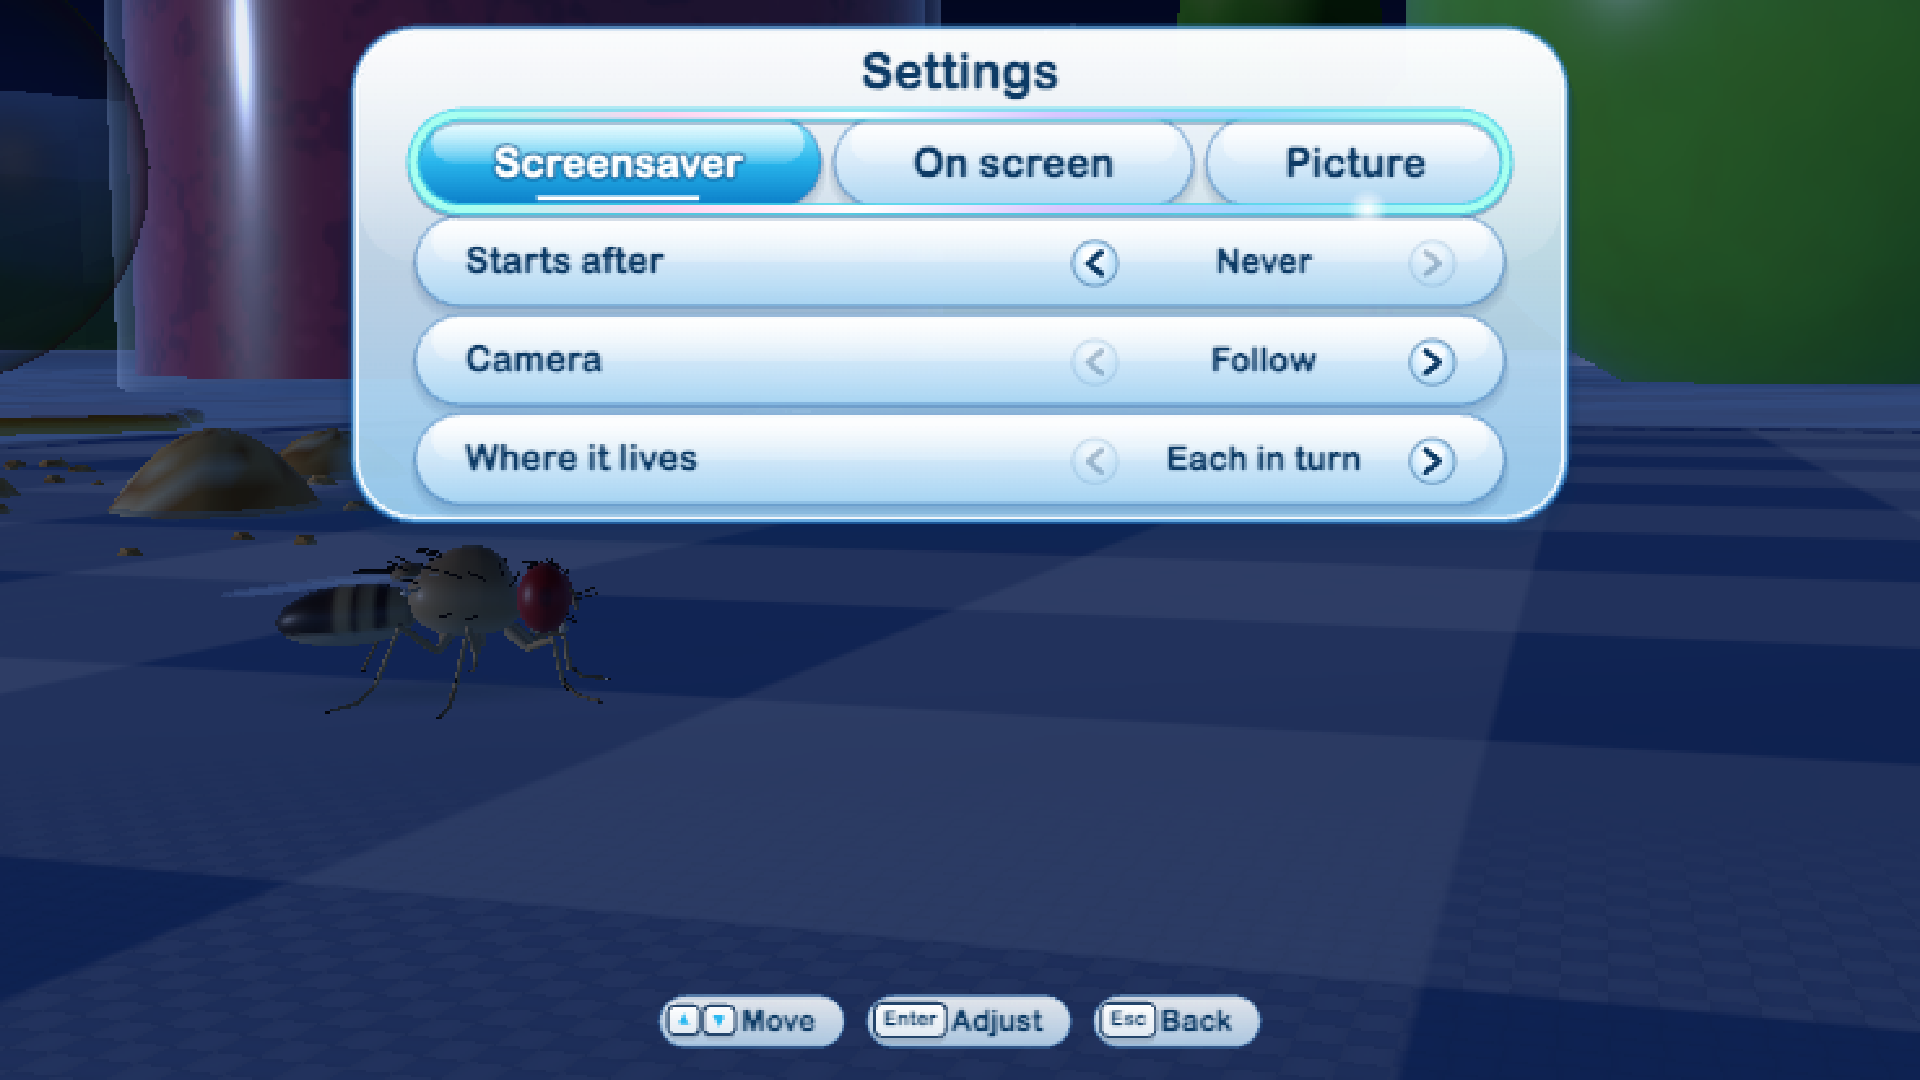 Settings
Screensaver On screen Picture
Starts after Never
Camera Follow
Where it lives Each in turn
Move Enter Adjust Esc Back